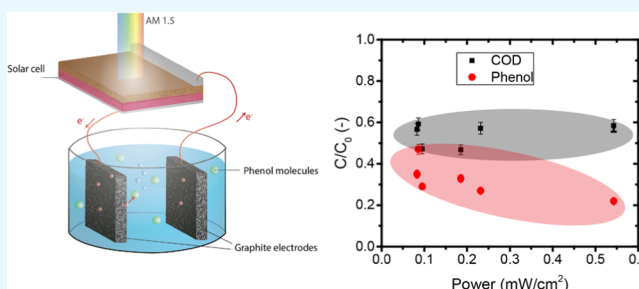 AM 1.5
Solar cell
e⁻
e⁻
Phenol molecules
Graphite electrodes
COD
Phenol
C/C₀ (-)
1.0
0.8
0.6
0.4
0.2
0.0
0.0 0.1 0.2 0.3 0.4 0.5
Power (mW/cm²)